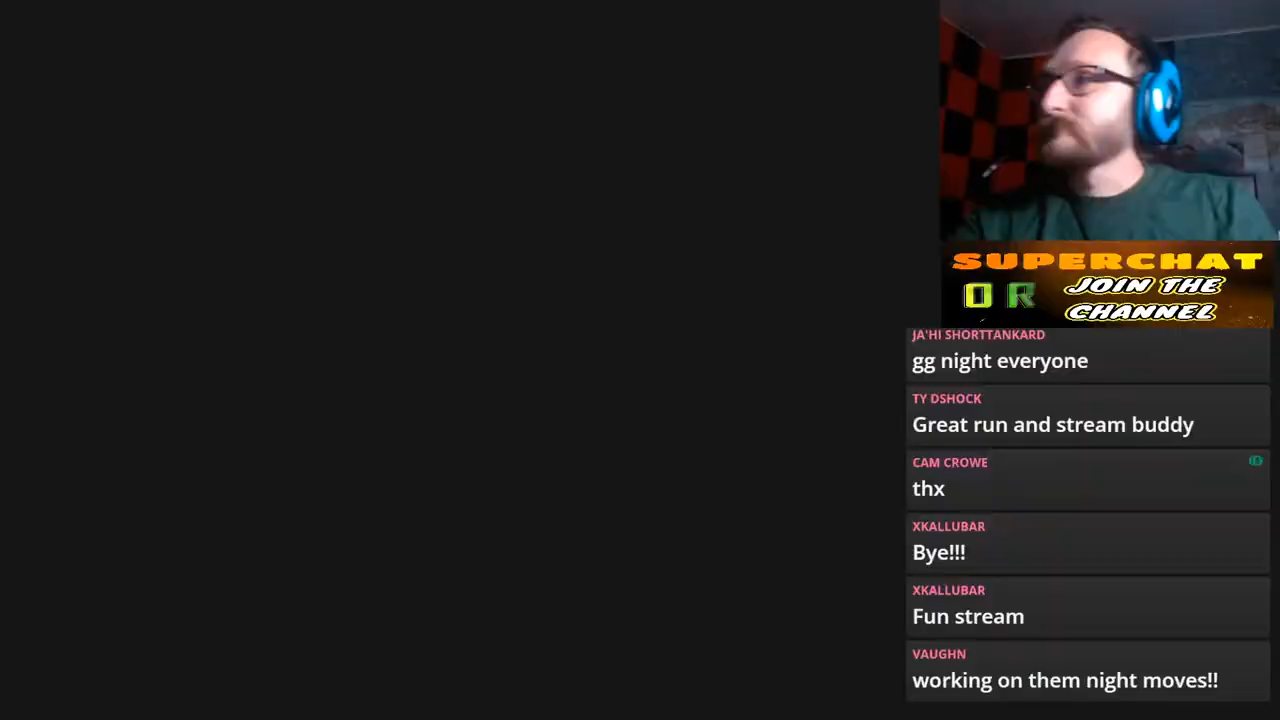 SUPERCHAT
OR
JOIN THE
CHANNEL
JA'HI SHORTTANKARD
gg night everyone
TY DSHOCK
Great run and stream buddy
CAM CROWE
thx
XKALLUBAR
Bye!!!
XKALLUBAR
Fun stream
VAUGHN
working on them night moves!!